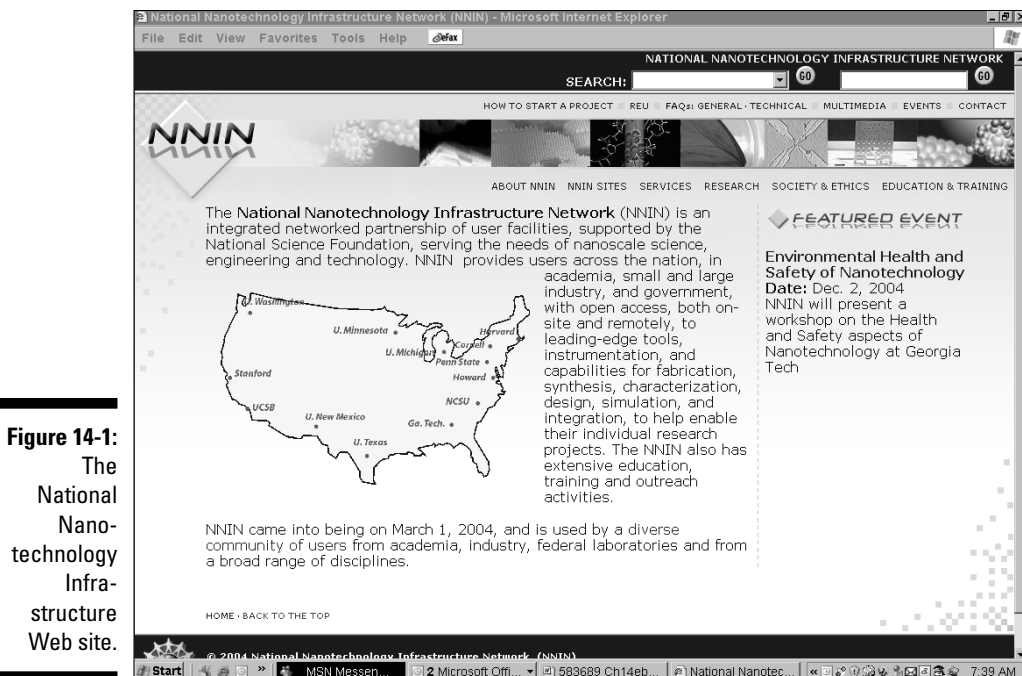 National Nanotechnology Infrastructure Network (NNIN) - Microsoft Internet Explorer
File Edit View Favorites Tools Help eFax
NATIONAL NANOTECHNOLOGY INFRASTRUCTURE NETWORK
SEARCH: GO GO
HOW TO START A PROJECT REU FAQs: GENERAL · TECHNICAL MULTIMEDIA EVENTS CONTACT
NNIN
ABOUT NNIN NNIN SITES SERVICES RESEARCH SOCIETY & ETHICS EDUCATION & TRAINING
The National Nanotechnology Infrastructure Network (NNIN) is an
integrated networked partnership of user facilities, supported by the
National Science Foundation, serving the needs of nanoscale science,
engineering and technology. NNIN provides users across the nation, in
academia, small and large
industry, and government,
with open access, both on-
site and remotely, to
leading-edge tools,
instrumentation, and
capabilities for fabrication,
synthesis, characterization,
design, simulation, and
integration, to help enable
their individual research
projects. The NNIN also has
extensive education,
training and outreach
activities.
U. Washington
U. Minnesota
Harvard
U. Michigan
Cornell
Penn State
Stanford
Howard
UCSB
NCSU
U. New Mexico
Ga. Tech.
U. Texas
NNIN came into being on March 1, 2004, and is used by a diverse
community of users from academia, industry, federal laboratories and from
a broad range of disciplines.
FEATURED EVENT
Environmental Health and
Safety of Nanotechnology
Date: Dec. 2, 2004
NNIN will present a
workshop on the Health
and Safety aspects of
Nanotechnology at Georgia
Tech
HOME · BACK TO THE TOP
© 2004 National Nanotechnology Infrastructure Network (NNIN)
Start » MSN Messen... 2 Microsoft Offi... 583689 Ch14eb... National Nanotec... « 7:39 AM
Figure 14-1:
The
National
Nano-
technology
Infra-
structure
Web site.